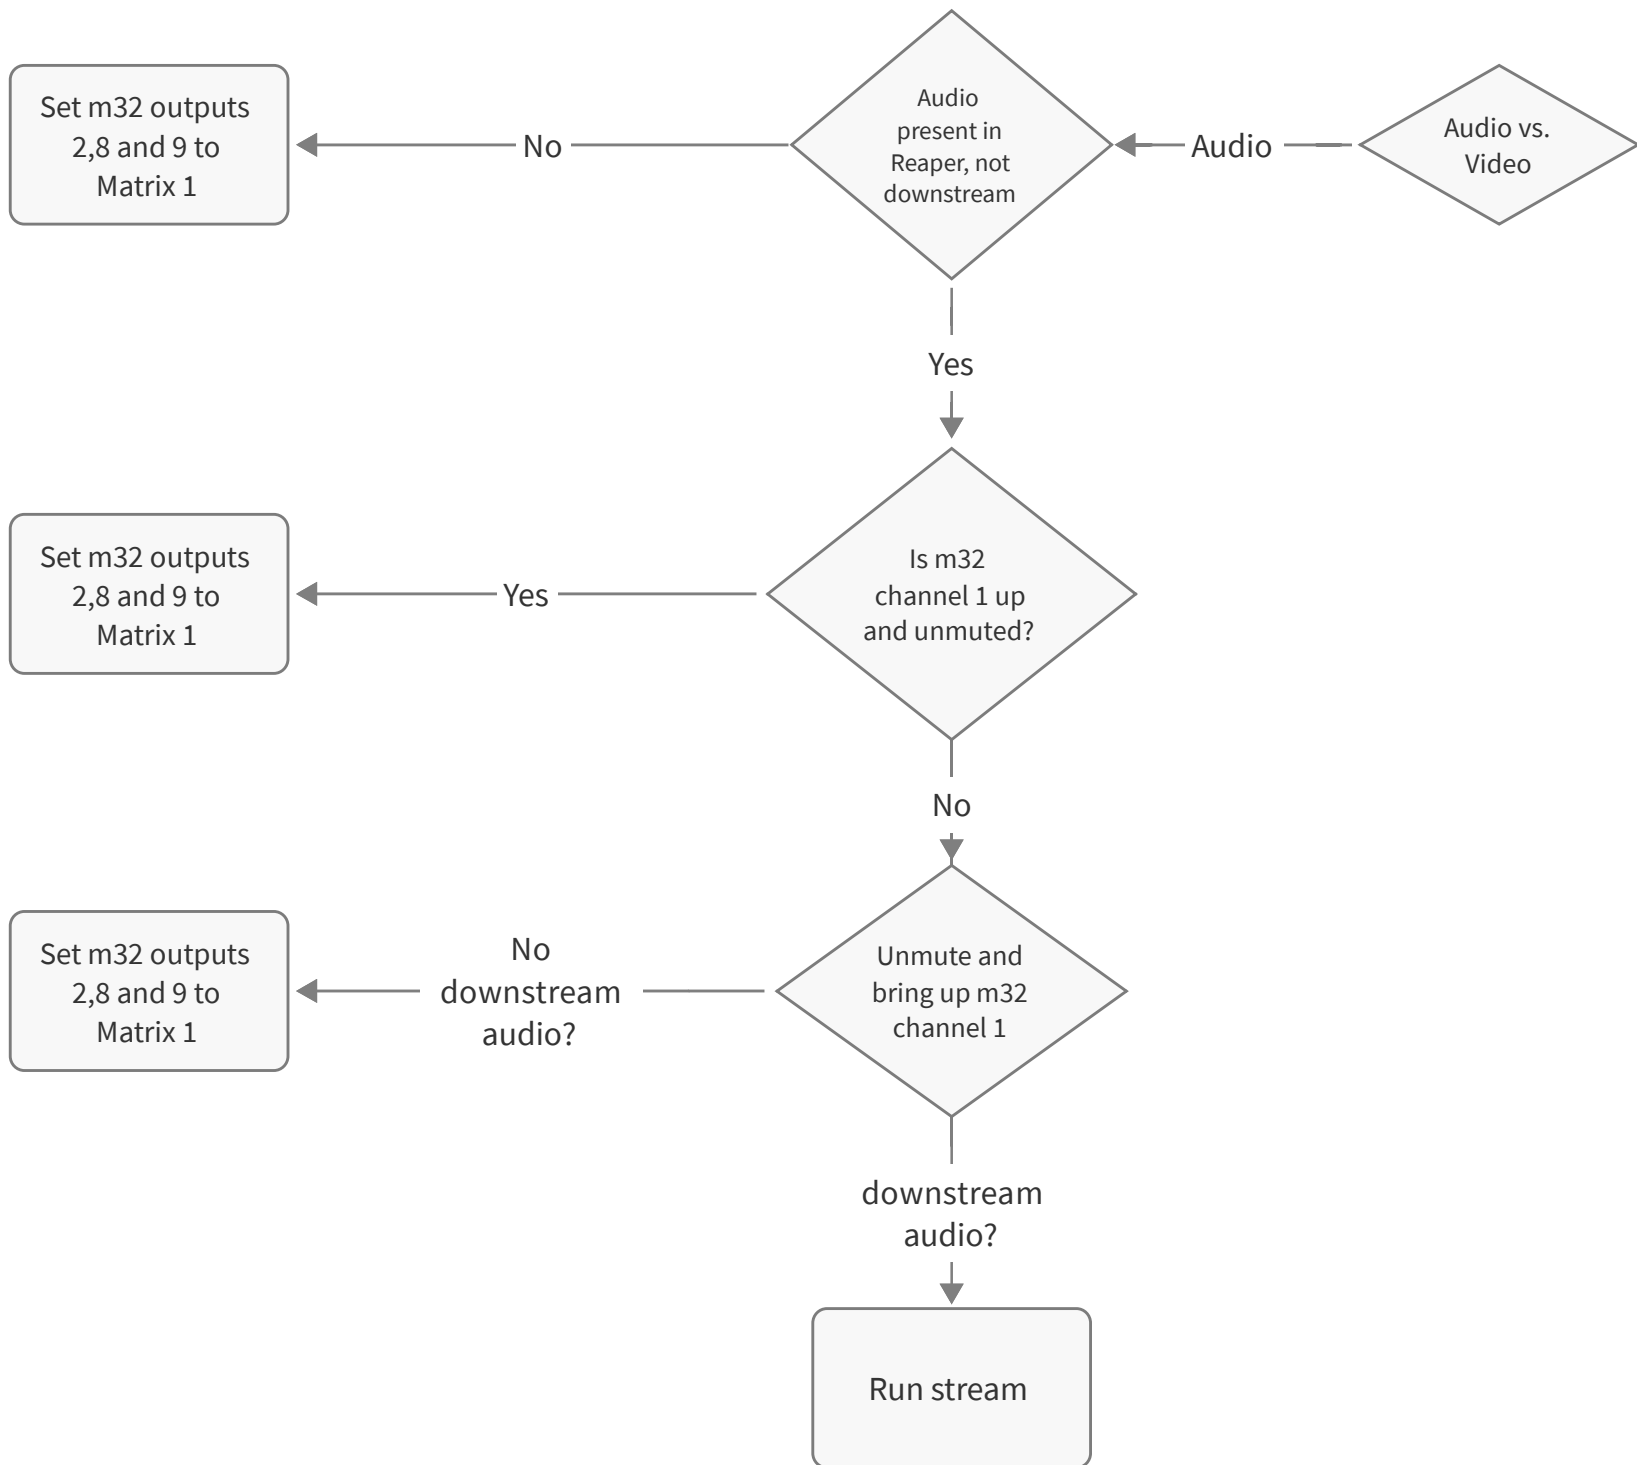 Set m32 outputs
2,8 and 9 to
Matrix 1
No
Audio
present in
Reaper, not
downstream
Audio
Audio vs.
Video
Yes
Set m32 outputs
2,8 and 9 to
Matrix 1
Yes
Is m32
channel 1 up
and unmuted?
No
Set m32 outputs
2,8 and 9 to
Matrix 1
No
downstream
audio?
Unmute and
bring up m32
channel 1
downstream
audio?
Run stream